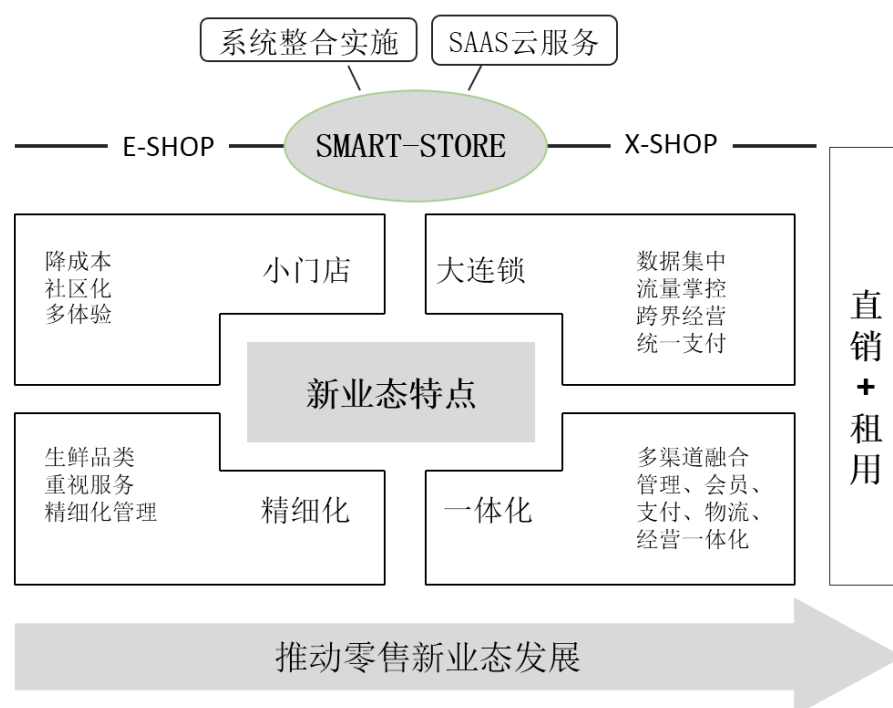 系统整合实施
SAAS云服务
E-SHOP
SMART-STORE
X-SHOP
降成本
社区化
多体验
小门店
大连锁
数据集中
流量掌控
跨界经营
统一支付
新业态特点
生鲜品类
重视服务
精细化管理
精细化
一体化
多渠道融合
管理、会员、
支付、物流、
经营一体化
直
销
+
租
用
推动零售新业态发展